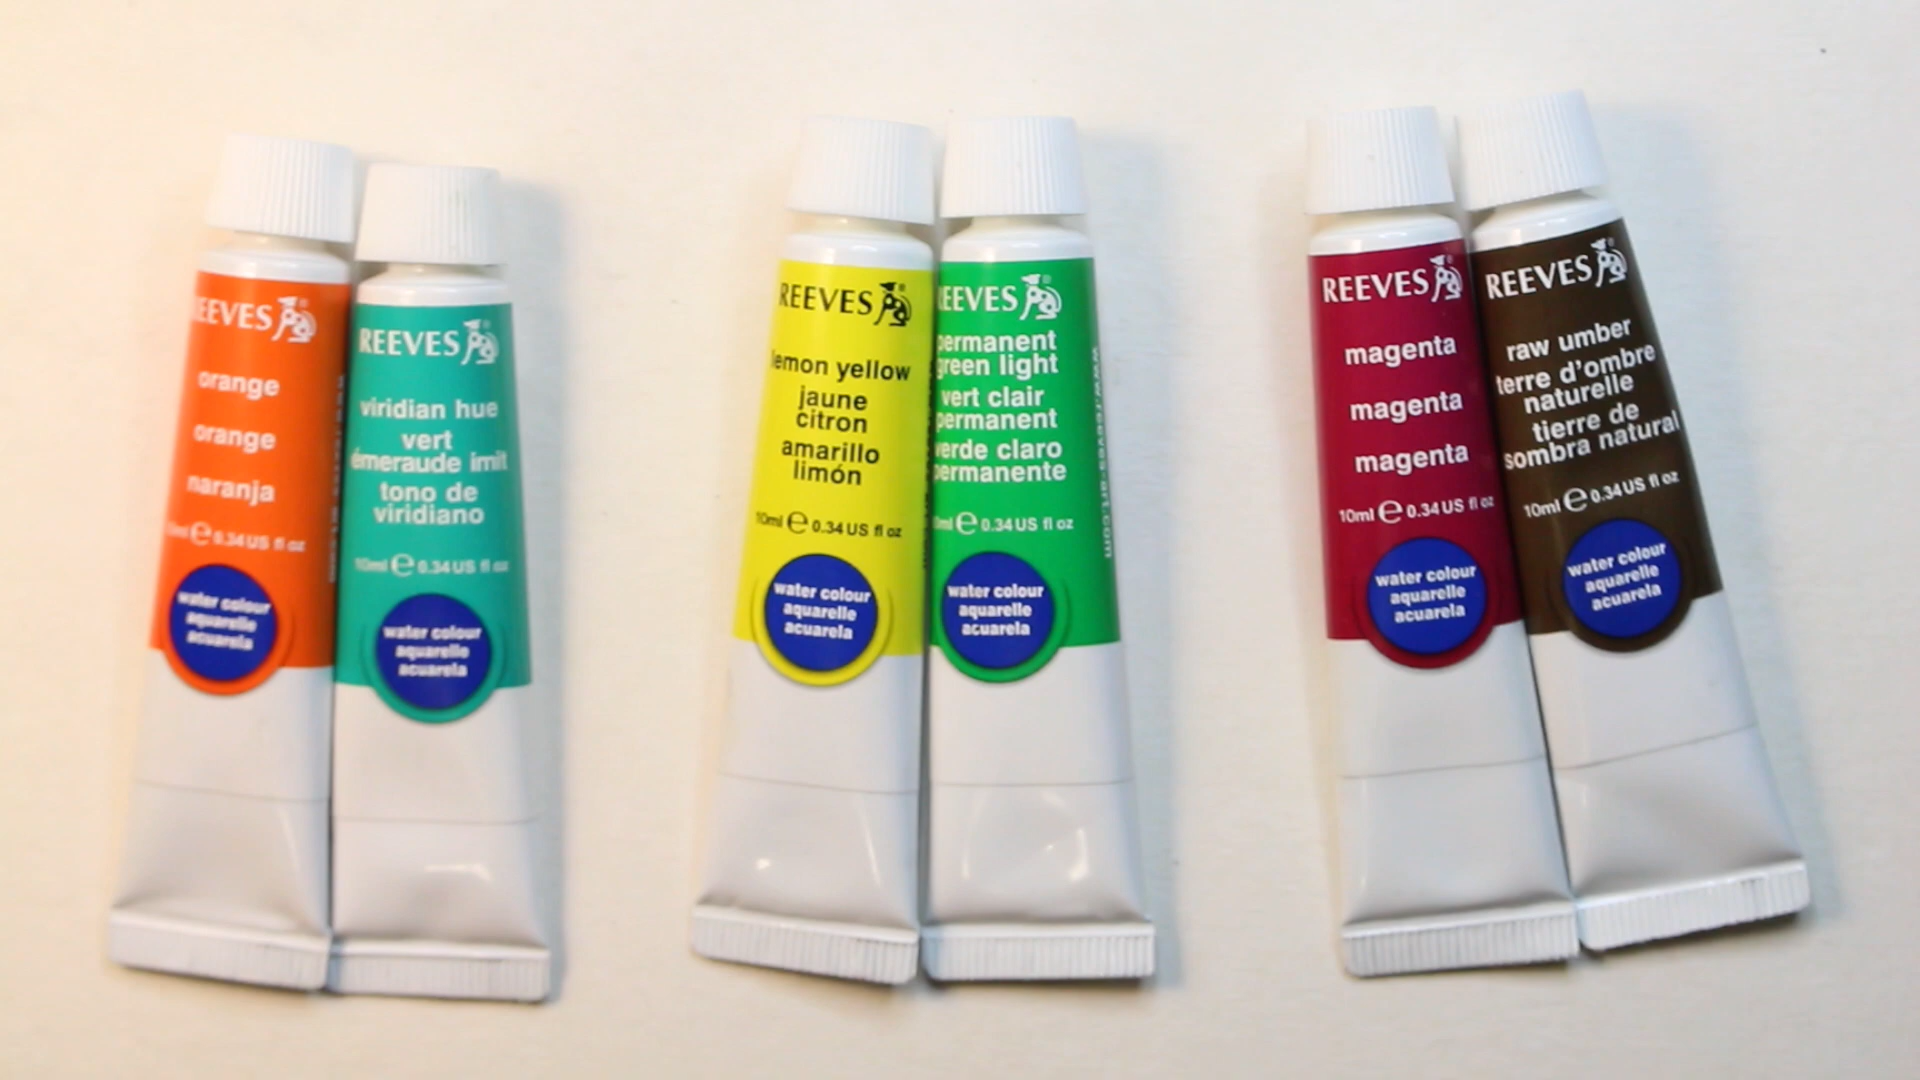 REEVES
orange
orange
naranja
0.34 US fl oz
water colour
aquarelle
acuarela
REEVES
viridian hue
vert
émeraude imit
tono de
viridiano
10ml e 0.34 US fl oz
water colour
aquarelle
acuarela
REEVES
lemon yellow
jaune
citron
amarillo
limón
10ml e 0.34 US fl oz
water colour
aquarelle
acuarela
REEVES
permanent
green light
vert clair
permanent
verde claro
permanente
10ml e 0.34 US fl oz
www.reeves-art.com
water colour
aquarelle
acuarela
REEVES
magenta
magenta
magenta
10ml e 0.34 US fl oz
water colour
aquarelle
acuarela
REEVES
raw umber
terre d'ombre
naturelle
tierre de
sombra natural
10ml e 0.34 US fl oz
water colour
aquarelle
acuarela